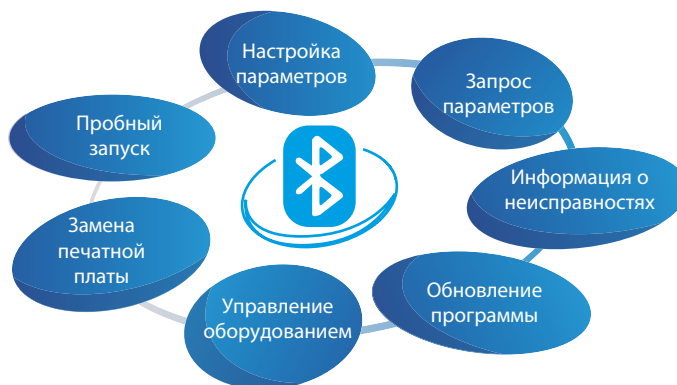 Настройка
параметров
Запрос
параметров
Информация о
неисправностях
Обновление
программы
Управление
оборудованием
Замена
печатной
платы
Пробный
запуск